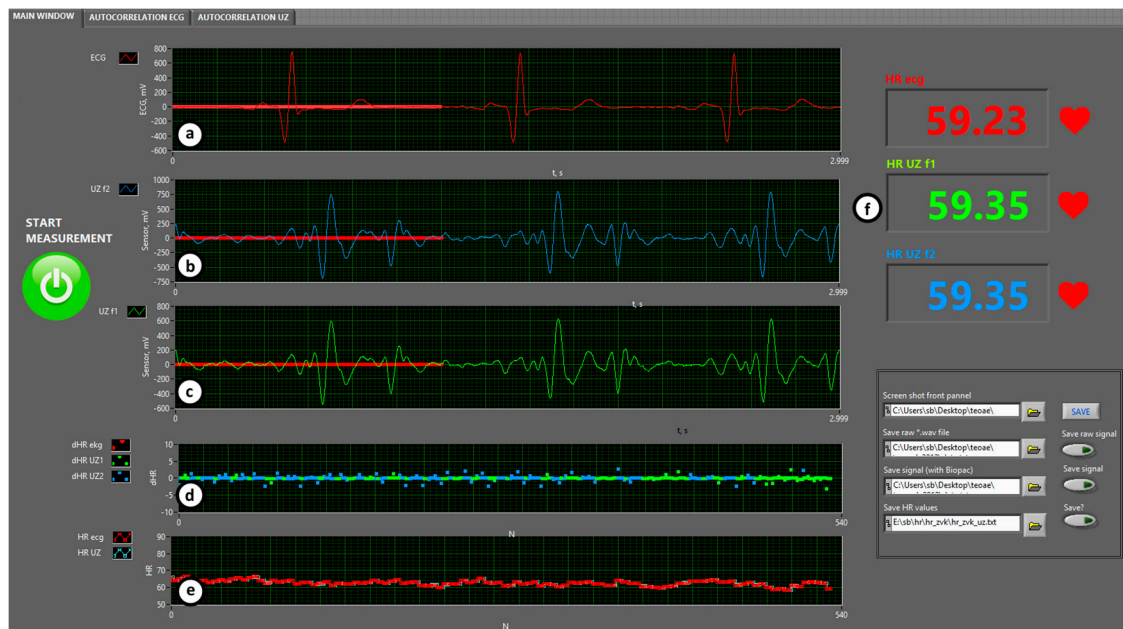 MAIN WINDOW
AUTOCORRELATION ECG
AUTOCORRELATION UZ
ECG
ECG, mV
800
600
400
200
0
-200
-400
-600
a
0
2.999
t, s
UZ f2
Sensor, mV
1000
750
500
250
0
-250
-500
-750
b
0
2.999
t, s
START
MEASUREMENT
UZ f1
Sensor, mV
800
600
400
200
0
-200
-400
-600
c
0
2.999
t, s
dHR ekg
dHR UZ1
dHR UZ2
dHR
10
5
0
-5
-10
d
0
540
N
HR ecg
HR UZ
HR
90
80
70
60
50
e
0
540
N
HR ecg
59.23
HR UZ f1
59.35
f
HR UZ f2
59.35
Screen shot front pannel
C:\Users\sb\Desktop\teoae\
SAVE
Save raw *.wav file
Save raw signal
C:\Users\sb\Desktop\teoae\
Save signal (with Biopac)
Save signal
C:\Users\sb\Desktop\teoae\
Save HR values
Save?
E:\sb\hr\hr_zvk\hr_zvk_uz.txt